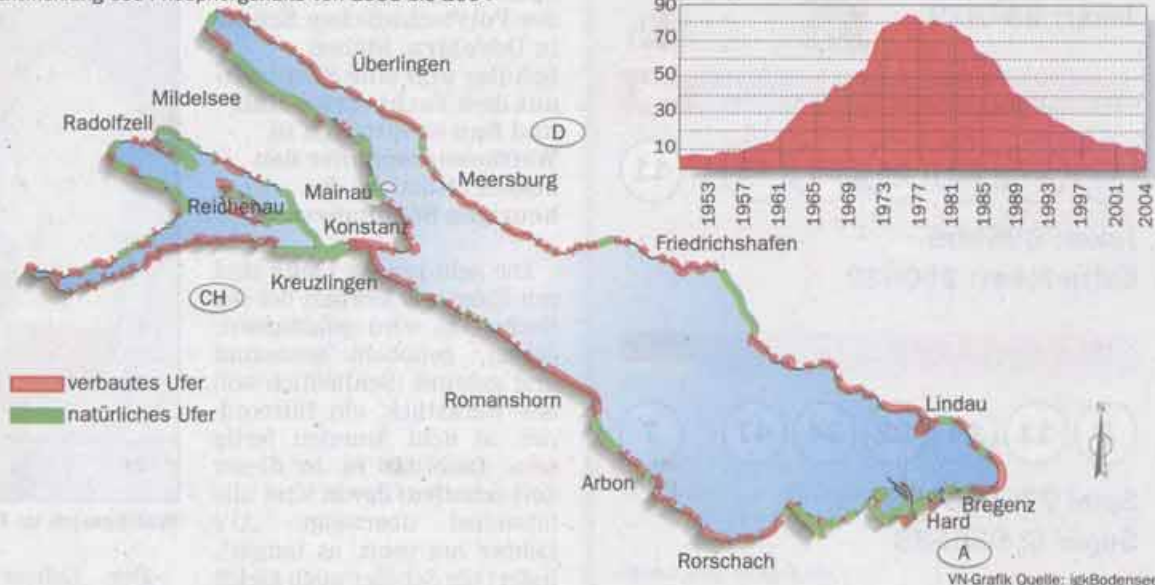 90
70
50
30
10
1953
1957
1961
1965
1969
1973
1977
1981
1985
1989
1993
1997
2001
2004
Überlingen
Mildelsee
Radolfzell
D
Mainau
Meersburg
Reichenau
Konstanz
Friedrichshafen
Kreuzlingen
CH
verbautes Ufer
natürliches Ufer
Romanshorn
Lindau
Arbon
Bregenz
Hard
Rorschach
A
VN-Grafik Quelle: igkBodensee